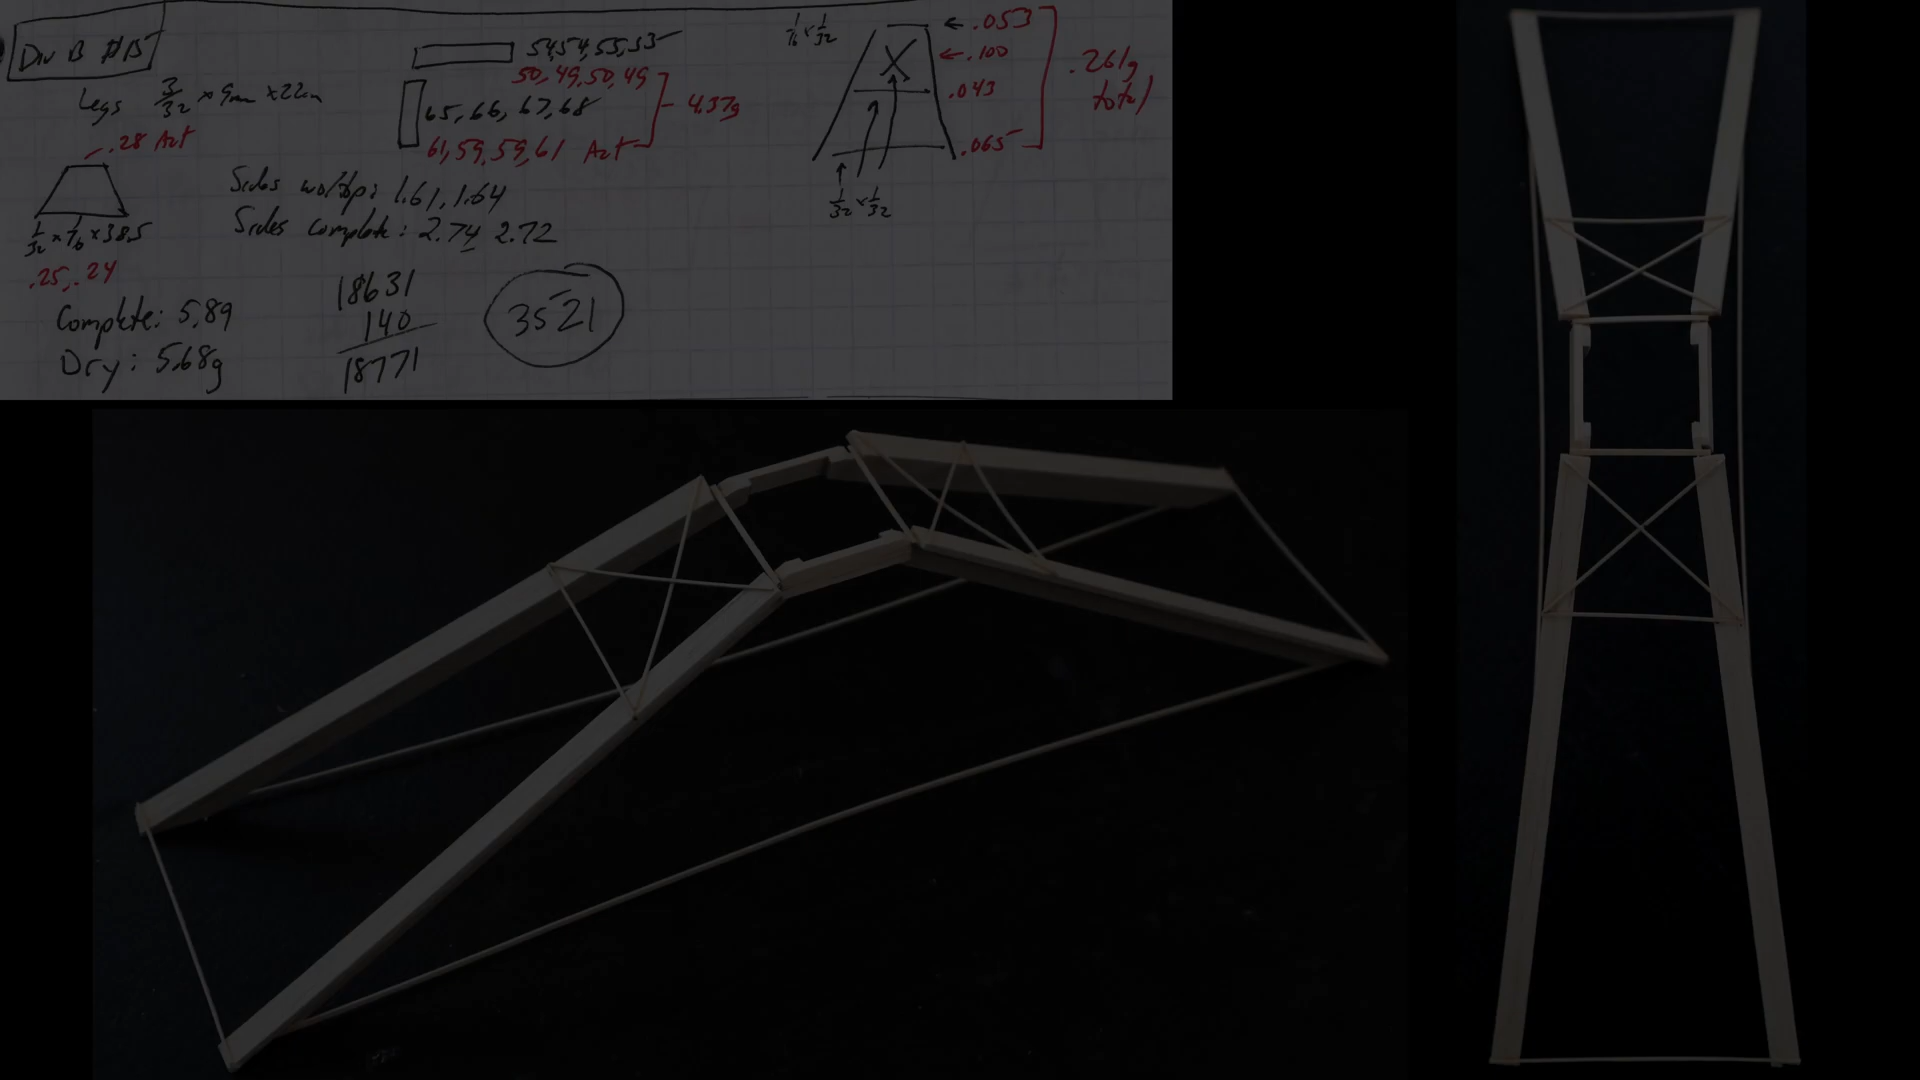 Div B #15
Legs 3/32 x 9mm x 22cm
.28 Act
1/32 x 1/16 x 38.5
.25, .24
54, 54, 55, 53
50, 49, 50, 49
65, 66, 67, 68
61, 59, 59, 61 Act
4.37g
Sides wo/top: 1.61, 1.64
Sides complete: 2.74 2.72
Complete: 5.89
Dry: 5.68g
18631
140
18771
3521
1/16 x 1/32
.053
.100
.043
.065
1/32 x 1/32
.261g
total